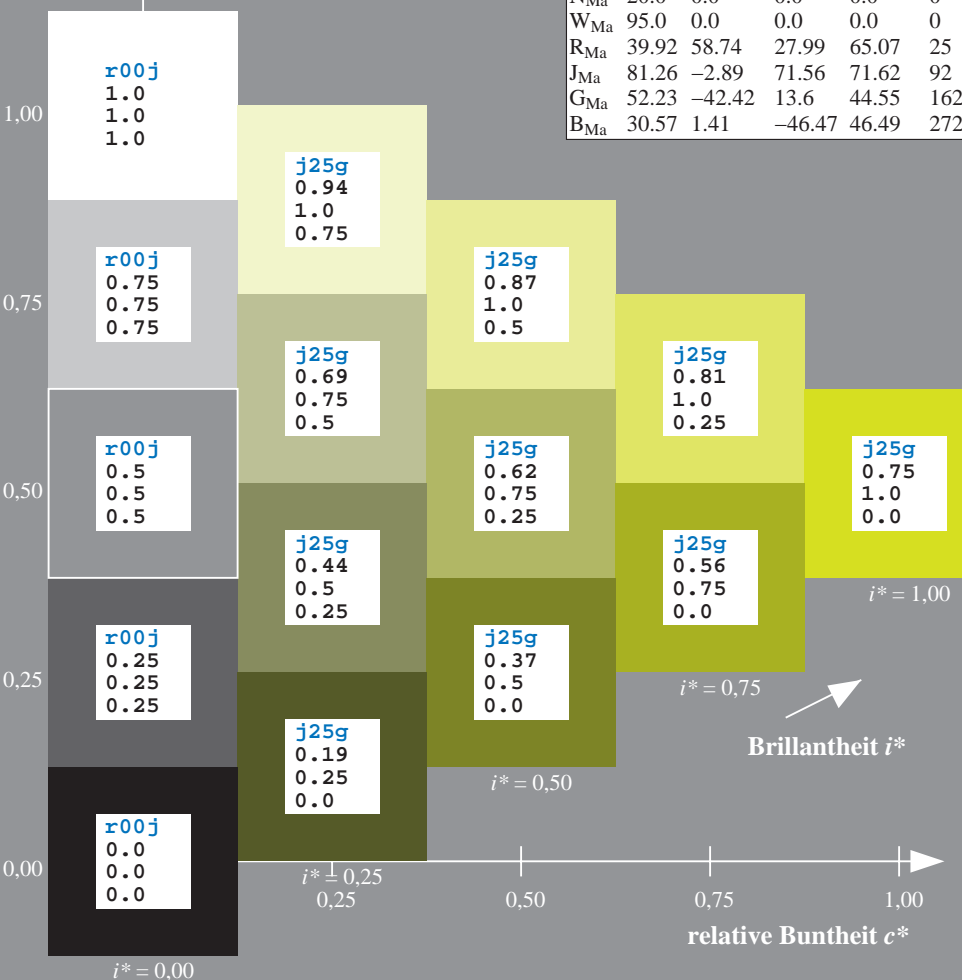 W_Ma 95.0 0.0 0.0 0.0 0
R_Ma 39.92 58.74 27.99 65.07 25
J_Ma 81.26 −2.89 71.56 71.62 92
G_Ma 52.23 −42.42 13.6 44.55 162
B_Ma 30.57 1.41 −46.47 46.49 272
1,00
r00j
1.0
1.0
1.0
j25g
0.94
1.0
0.75
0,75
r00j
0.75
0.75
0.75
j25g
0.87
1.0
0.5
j25g
0.69
0.75
0.5
j25g
0.81
1.0
0.25
0,50
r00j
0.5
0.5
0.5
j25g
0.62
0.75
0.25
j25g
0.75
1.0
0.0
i* = 1,00
j25g
0.44
0.5
0.25
j25g
0.56
0.75
0.0
i* = 0,75
0,25
r00j
0.25
0.25
0.25
j25g
0.37
0.5
0.0
i* = 0,50
Brillantheit i*
j25g
0.19
0.25
0.0
i* = 0,25
0,00
r00j
0.0
0.0
0.0
i* = 0,00
0,25 0,50 0,75 1,00
relative Buntheit c*